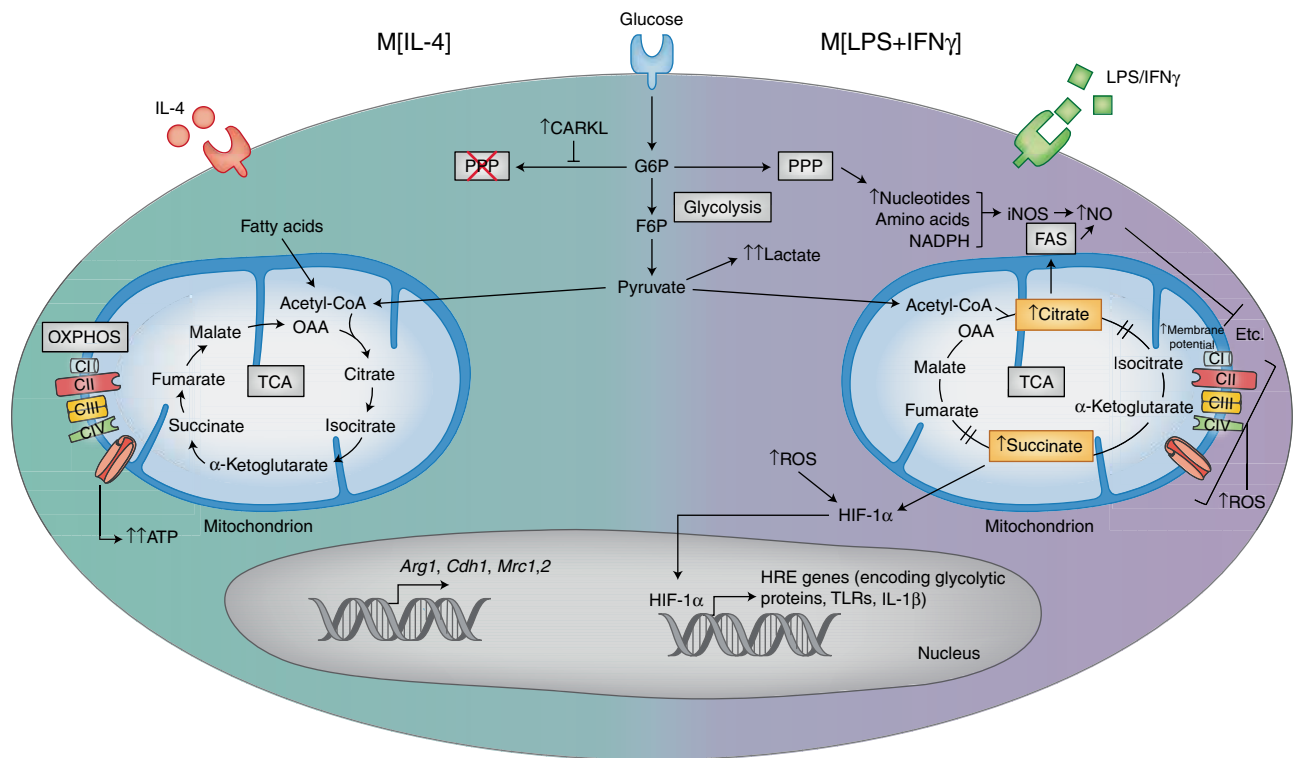 Glucose
M[IL-4]
M[LPS+IFNγ]
IL-4
LPS/IFNγ
↑CARKL
PPP
G6P
PPP
Glycolysis
F6P
↑Nucleotides
Amino acids
NADPH
iNOS
↑NO
FAS
Fatty acids
↑↑Lactate
Pyruvate
Acetyl-CoA
OAA
Malate
Citrate
Fumarate
TCA
Isocitrate
Succinate
α-Ketoglutarate
OXPHOS
CI
CII
CIII
CIV
↑↑ATP
Mitochondrion
Acetyl-CoA
↑Citrate
OAA
↑Membrane
potential
Etc.
Isocitrate
Malate
TCA
α-Ketoglutarate
Fumarate
↑Succinate
CI
CII
CIII
CIV
↑ROS
↑ROS
HIF-1α
Mitochondrion
Arg1, Cdh1, Mrc1,2
HIF-1α
HRE genes (encoding glycolytic
proteins, TLRs, IL-1β)
Nucleus